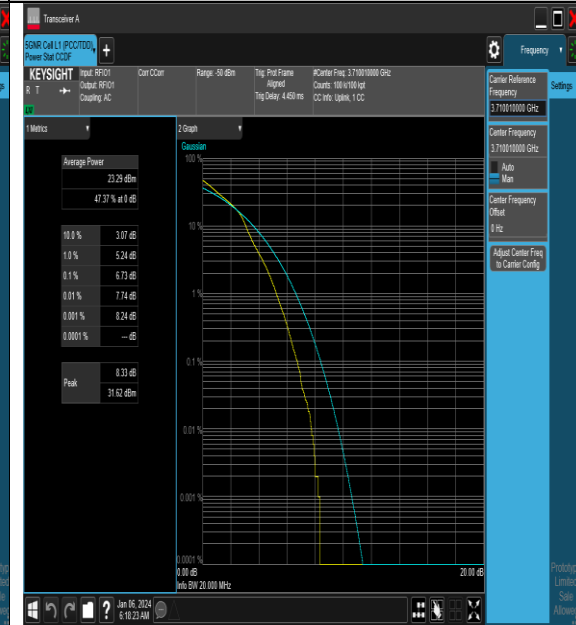 Transceiver A
5GNR Cell L1 (PCC/TDD),
Power Stat CCDF
+
Frequency
Settings
KEYSIGHT
R T
Input: RFIO1
Output: RFIO1
Coupling: AC
Corr CCorr
Range: -50 dBm
Trig: Prot Frame
Aligned
Trig Delay: 4.450 ms
#Center Freq: 3.710010000 GHz
Counts: 100 k/100 kpt
CC Info: Uplink, 1 CC
Carrier Reference
Frequency
3.710010000 GHz
Center Frequency
3.710010000 GHz
Auto
Man
Center Frequency
Offset
0 Hz
Adjust Center Freq
to Carrier Config
1 Metrics
Average Power
23.29 dBm
47.37 % at 0 dB
10.0 % 3.07 dB
1.0 % 5.24 dB
0.1 % 6.73 dB
0.01 % 7.74 dB
0.001 % 8.24 dB
0.0001 % --- dB
Peak
8.33 dB
31.62 dBm
2 Graph
Gaussian
100 %
10 %
1 %
0.1 %
0.01 %
0.001 %
0.0001 %
0.00 dB
20.00 dB
Info BW 20.000 MHz
?
Jan 06, 2024
6:18:23 AM
Limited
Sale